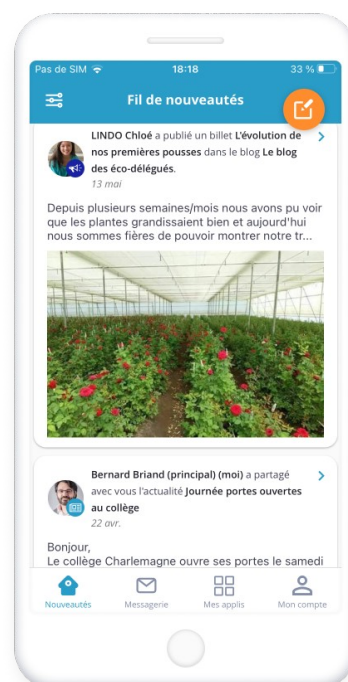 Pas de SIM 18:18 33 %
Fil de nouveautés
LINDO Chloé a publié un billet L'évolution de
nos premières pousses dans le blog Le blog
des éco-délégués.
13 mai
Depuis plusieurs semaines/mois nous avons pu voir
que les plantes grandissaient bien et aujourd'hui
nous sommes fières de pouvoir montrer notre tr...
Bernard Briand (principal) (moi) a partagé
avec vous l'actualité Journée portes ouvertes
au collège
22 avr.
Bonjour,
Le collège Charlemagne ouvre ses portes le samedi
Nouveautés Messagerie Mes applis Mon compte